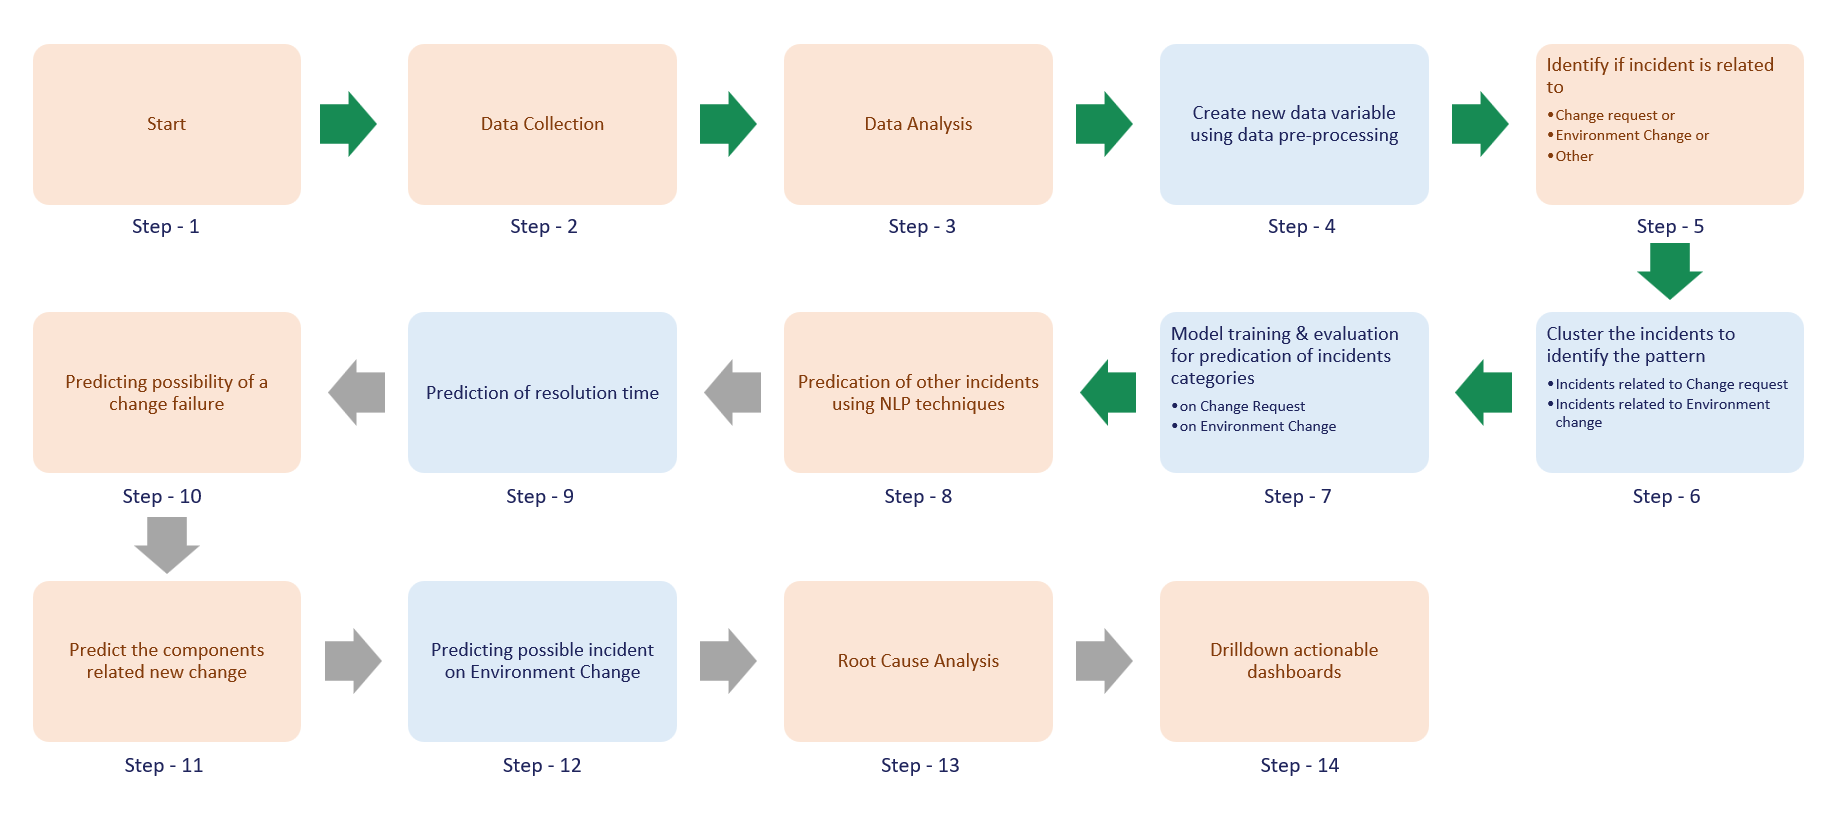 Start
Step - 1
Data Collection
Step - 2
Data Analysis
Step - 3
Create new data variable
using data pre-processing
Step - 4
Identify if incident is related
to
•Change request or
•Environment Change or
•Other
Step - 5
Cluster the incidents to
identify the pattern
•Incidents related to Change request
•Incidents related to Environment
change
Step - 6
Model training & evaluation
for predication of incidents
categories
•on Change Request
•on Environment Change
Step - 7
Predication of other incidents
using NLP techniques
Step - 8
Prediction of resolution time
Step - 9
Predicting possibility of a
change failure
Step - 10
Predict the components
related new change
Step - 11
Predicting possible incident
on Environment Change
Step - 12
Root Cause Analysis
Step - 13
Drilldown actionable
dashboards
Step - 14